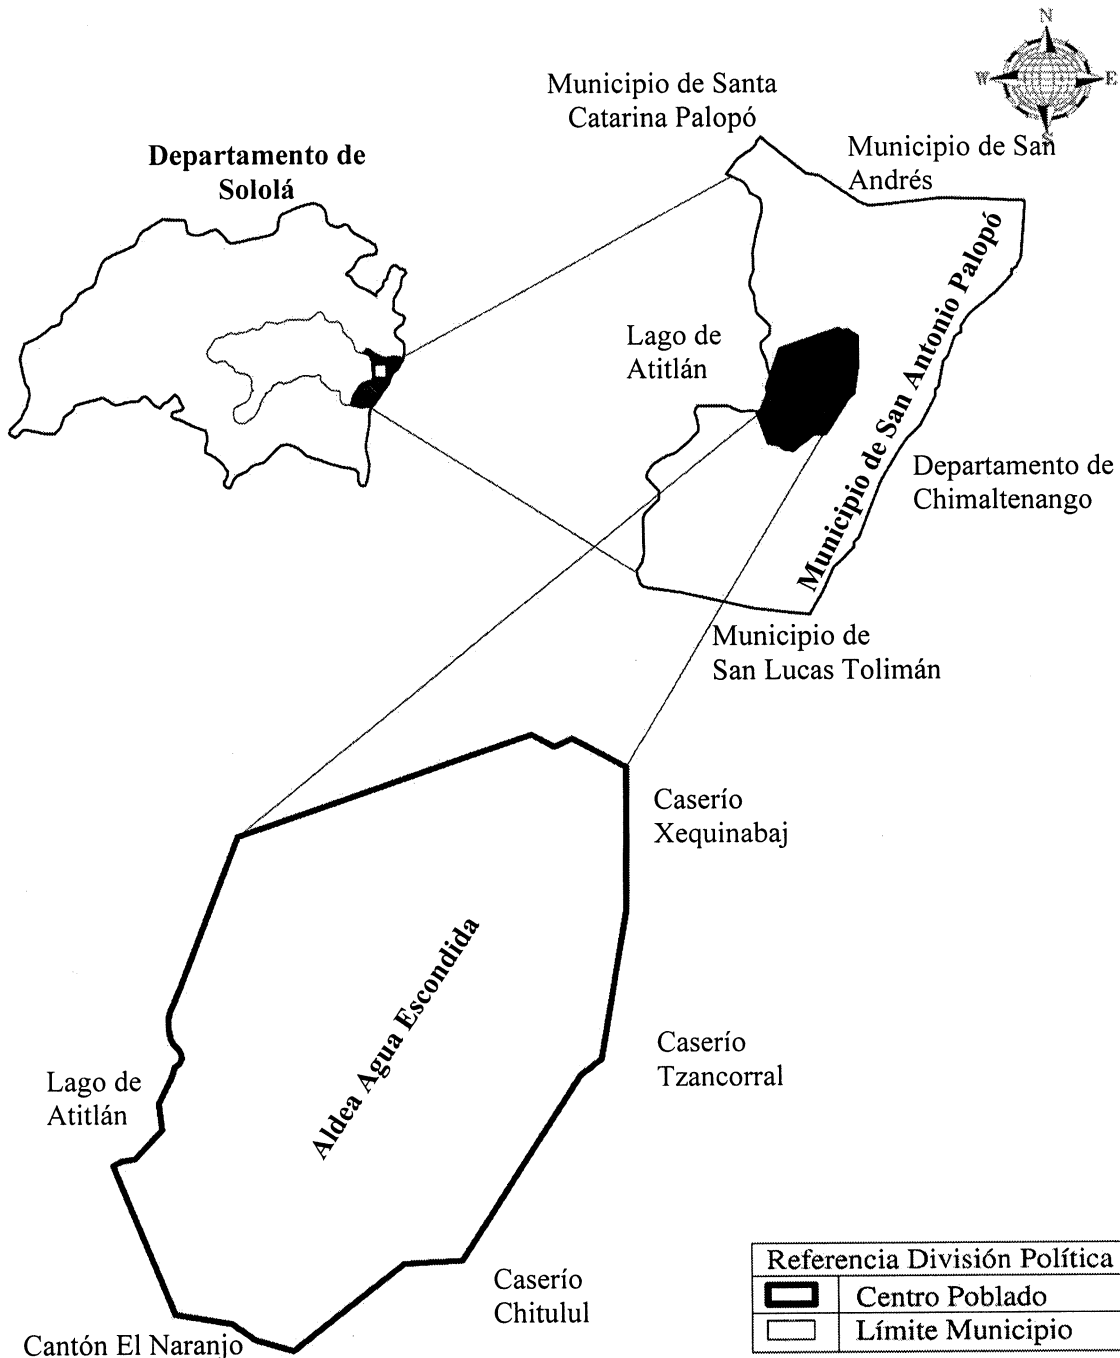 N
W
E
S
Municipio de Santa
Catarina Palopó
Municipio de San
Andrés
Departamento de
Sololá
Lago de
Atitlán
Municipio de San Antonio Palopó
Departamento de
Chimaltenango
Municipio de
San Lucas Tolimán
Caserío
Xequinabaj
Aldea Agua Escondida
Caserío
Tzancorral
Lago de
Atitlán
Caserío
Chitulul
Cantón El Naranjo
Referencia División Política
Centro Poblado
Límite Municipio